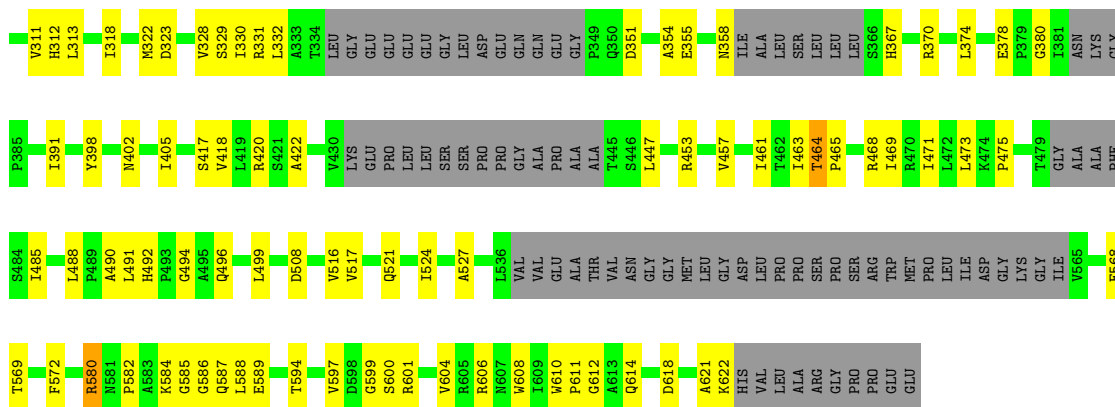 V311 H312 L313 I318 M322 D323 V328 S329 I330 R331 L332 A333 T334 LEU GLY GLU GLU GLU GLU GLY LEU ASP GLU GLN GLN GLU GLY P349 Q350 D351 A354 E355 N358 ILE ALA LEU SER LEU LEU LEU S366 H367 R370 L374 E378 P379 G380 I381 ASN LYS GLY
P385 I391 Y398 N402 I405 S417 V418 L419 R420 S421 A422 V430 LYS GLU PRO LEU LEU SER SER PRO PRO GLY ALA PRO ALA ALA T445 S446 L447 R453 V457 I461 T462 I463 T464 P465 R468 I469 R470 I471 L472 L473 K474 P475 T479 GLY ALA ALA PHE
S484 I485 L488 P489 A490 L491 H492 P493 G494 A495 Q496 L499 D508 V516 V517 Q521 I524 A527 L536 VAL VAL GLU ALA THR VAL ASN GLY GLY MET LEU GLY ASP LEU PRO PRO SER PRO SER ARG TRP MET PRO LEU ILE ASP GLY LYS GLY ILE V565
T569 F572 R580 N581 P582 A583 K584 G585 G586 Q587 L588 E589 T594 V597 D598 G599 S600 R601 V604 R605 R606 N607 W608 I609 W610 P611 G612 A613 Q614 D618 A621 K622 HIS VAL LEU ALA ARG GLY PRO PRO GLU GLU